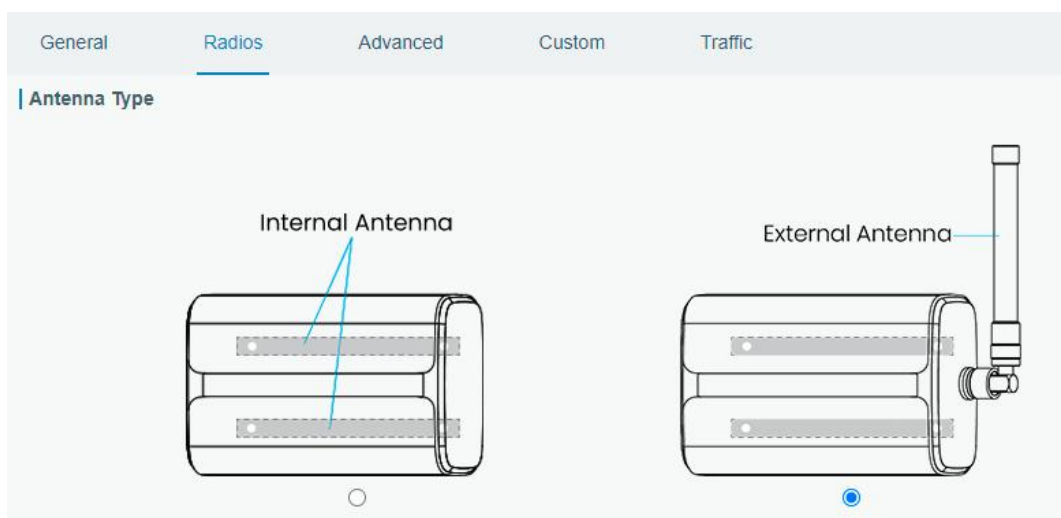 General Radios Advanced Custom Traffic
Antenna Type
Internal Antenna
External Antenna